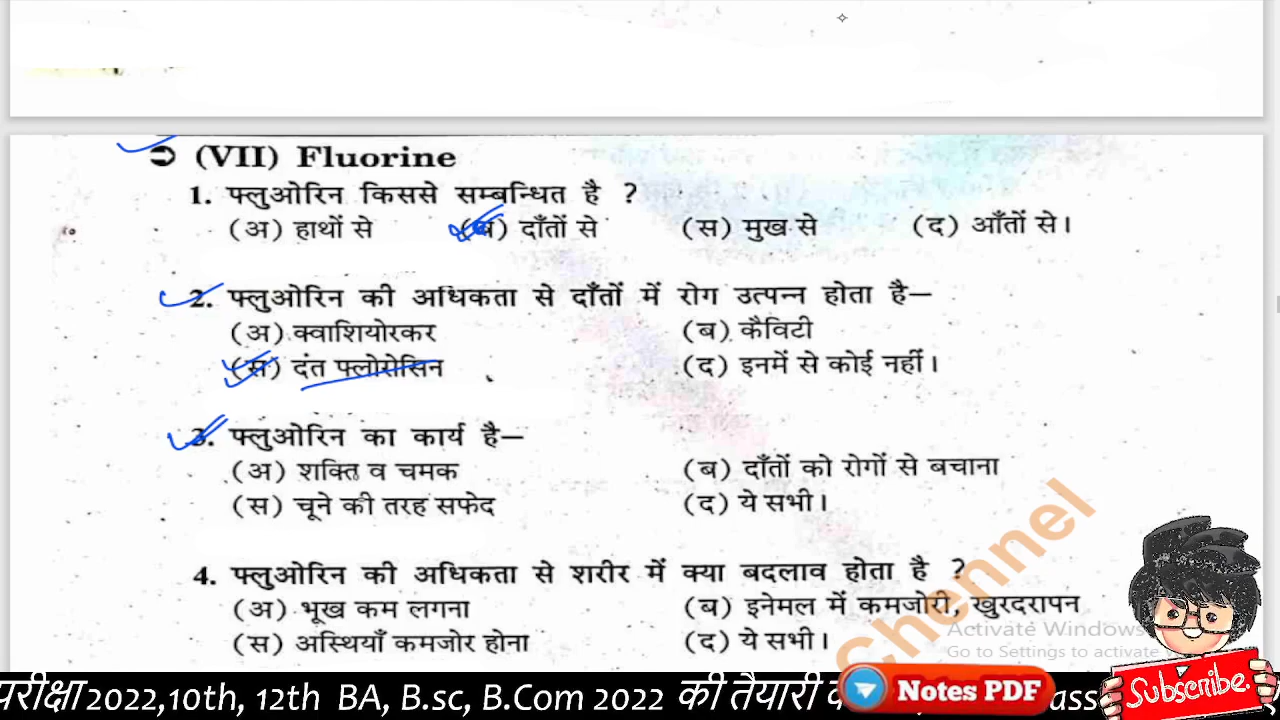 ➲ (VII) Fluorine
1. फ्लुओरिन किससे सम्बन्धित है ?
(अ) हाथों से (ब) दाँतों से (स) मुख से (द) आँतों से।
2. फ्लुओरिन की अधिकता से दाँतों में रोग उत्पन्न होता है—
(अ) क्वाशियोरकर (ब) कैविटी
(स) दंत फ्लोरोसिन (द) इनमें से कोई नहीं।
3. फ्लुओरिन का कार्य है—
(अ) शक्ति व चमक (ब) दाँतों को रोगों से बचाना
(स) चूने की तरह सफेद (द) ये सभी।
4. फ्लुओरिन की अधिकता से शरीर में क्या बदलाव होता है ?
(अ) भूख कम लगना (ब) इनेमल में कमजोरी, खुरदरापन
(स) अस्थियाँ कमजोर होना (द) ये सभी।
Chennel
Activate Windows
Go to Settings to activate
परीक्षा 2022,10th, 12th BA, B.sc, B.Com 2022 की तैयारी
Notes PDF
Subscribe.